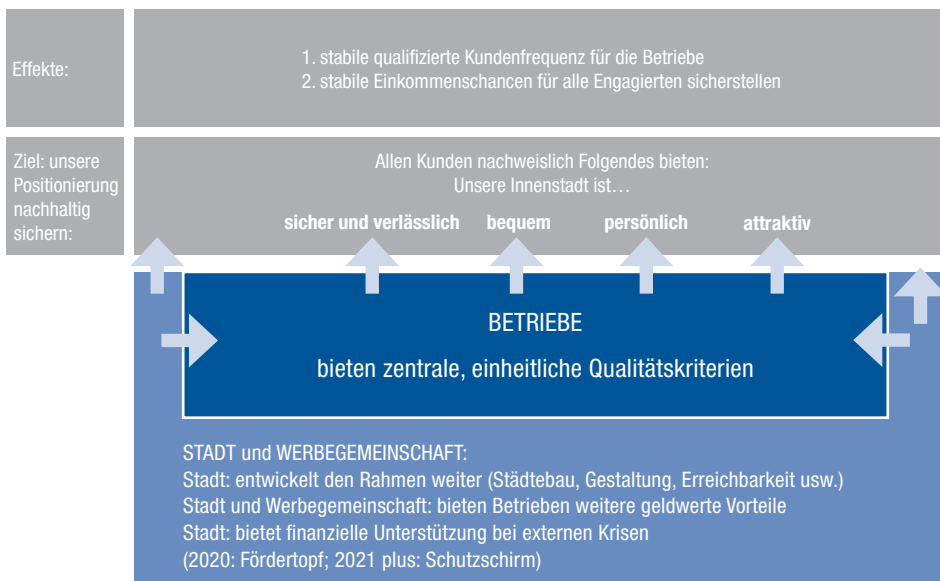 Effekte:
1. stabile qualifizierte Kundenfrequenz für die Betriebe
2. stabile Einkommenschancen für alle Engagierten sicherstellen
Ziel: unsere
Positionierung
nachhaltig
sichern:
Allen Kunden nachweislich Folgendes bieten:
Unsere Innenstadt ist…
sicher und verlässlich bequem persönlich attraktiv
BETRIEBE
bieten zentrale, einheitliche Qualitätskriterien
STADT und WERBEGEMEINSCHAFT:
Stadt: entwickelt den Rahmen weiter (Städtebau, Gestaltung, Erreichbarkeit usw.)
Stadt und Werbegemeinschaft: bieten Betrieben weitere geldwerte Vorteile
Stadt: bietet finanzielle Unterstützung bei externen Krisen
(2020: Fördertopf; 2021 plus: Schutzschirm)